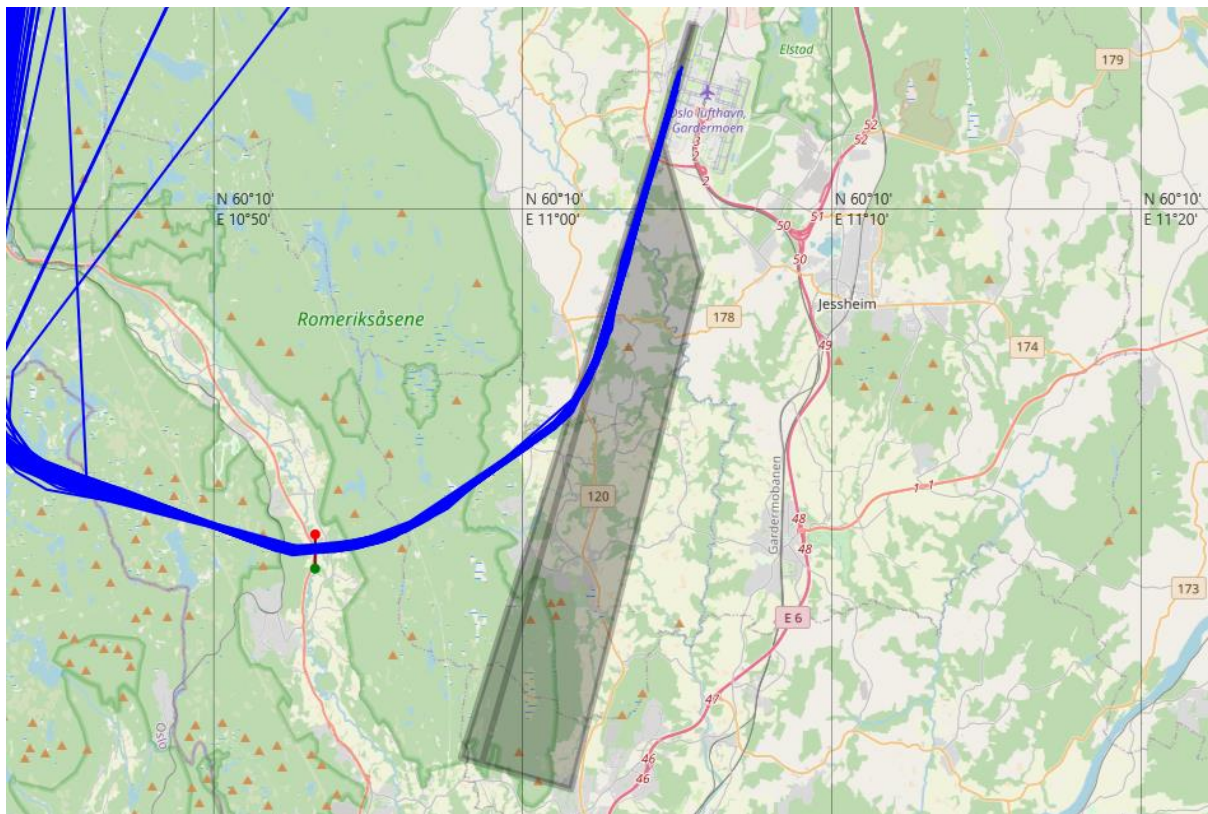 Elstad
179
Oslo lufthavn,
Gardermoen
52
52
2
N 60°10'
E 10°50'
N 60°10'
E 11°00'
N 60°10'
E 11°10'
N 60°10'
E 11°20'
50
51
50
Romeriksåsene
178
Jessheim
49
174
120
1
1
Gardermobanen
48
48
173
E 6
47
Oslo
46
46